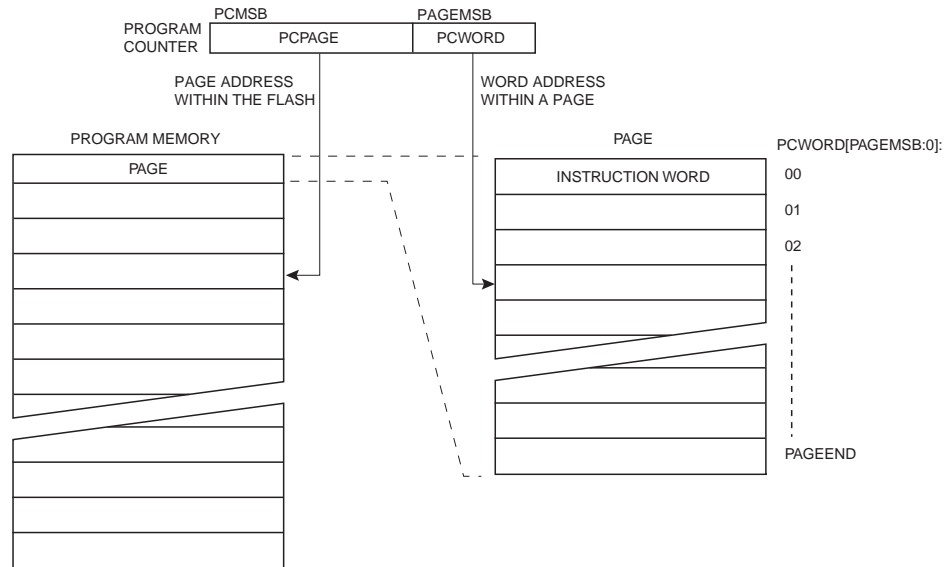 PCMSB PAGEMSB
PROGRAM
COUNTER
PCPAGE PCWORD
PAGE ADDRESS
WITHIN THE FLASH
WORD ADDRESS
WITHIN A PAGE
PROGRAM MEMORY
PAGE
PAGE
INSTRUCTION WORD
PCWORD[PAGEMSB:0]:
00
01
02
PAGEEND